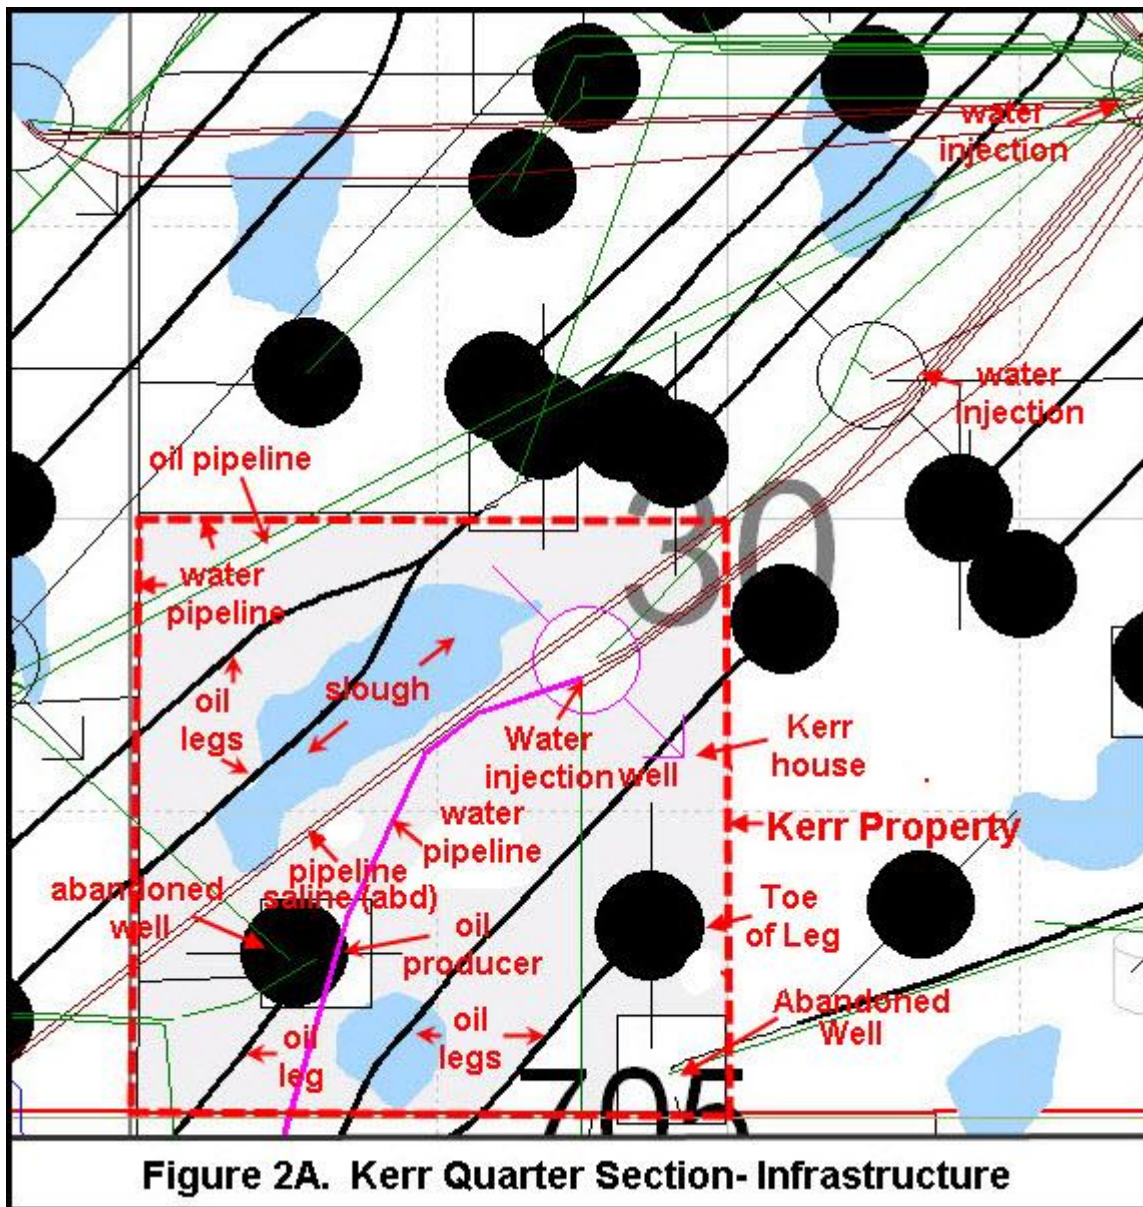 water
injection
water
injection
oil pipeline
30
water
pipeline
oil
legs
slough
Water
injection well
Kerr
house
water
pipeline
Kerr Property
pipeline
saline (abd)
abandoned
well
oil
producer
Toe
of Leg
Abandoned
Well
oil
leg
oil
legs
705
Figure 2A. Kerr Quarter Section- Infrastructure